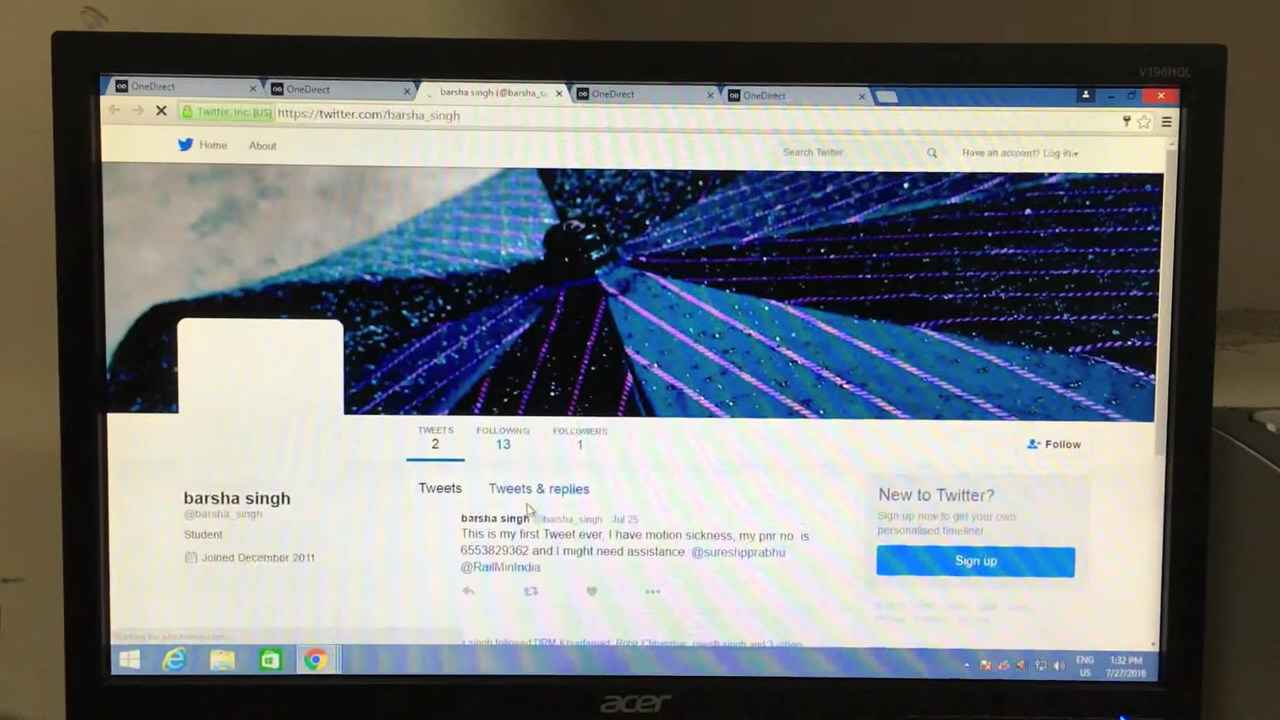 V196HQL
OneDirect
OneDirect
barsha singh (@barsha_si
OneDirect
OneDirect
Twitter, Inc. [US] https://twitter.com/barsha_singh
Home About
Search Twitter
Have an account? Log in
TWEETS FOLLOWING FOLLOWERS
2 13 1
Follow
Tweets Tweets & replies
barsha singh
@barsha_singh
Student
Joined December 2011
barsha singh barsha_singh Jul 25
This is my first Tweet ever, I have motion sickness, my pnr no is
6553829362 and I might need assistance @sureshpprabhu
@RailMinIndia
New to Twitter?
Sign up now to get your own
personalised timeline!
Sign up
singh followed DRM
ENG
US
1:32 PM
7/27/2016
acer